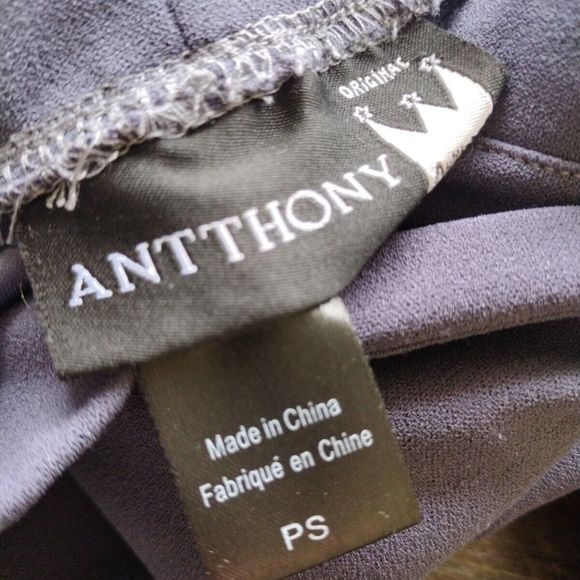 ORIGINAL
ANTTHONY
Made in China
Fabriqué en Chine
PS